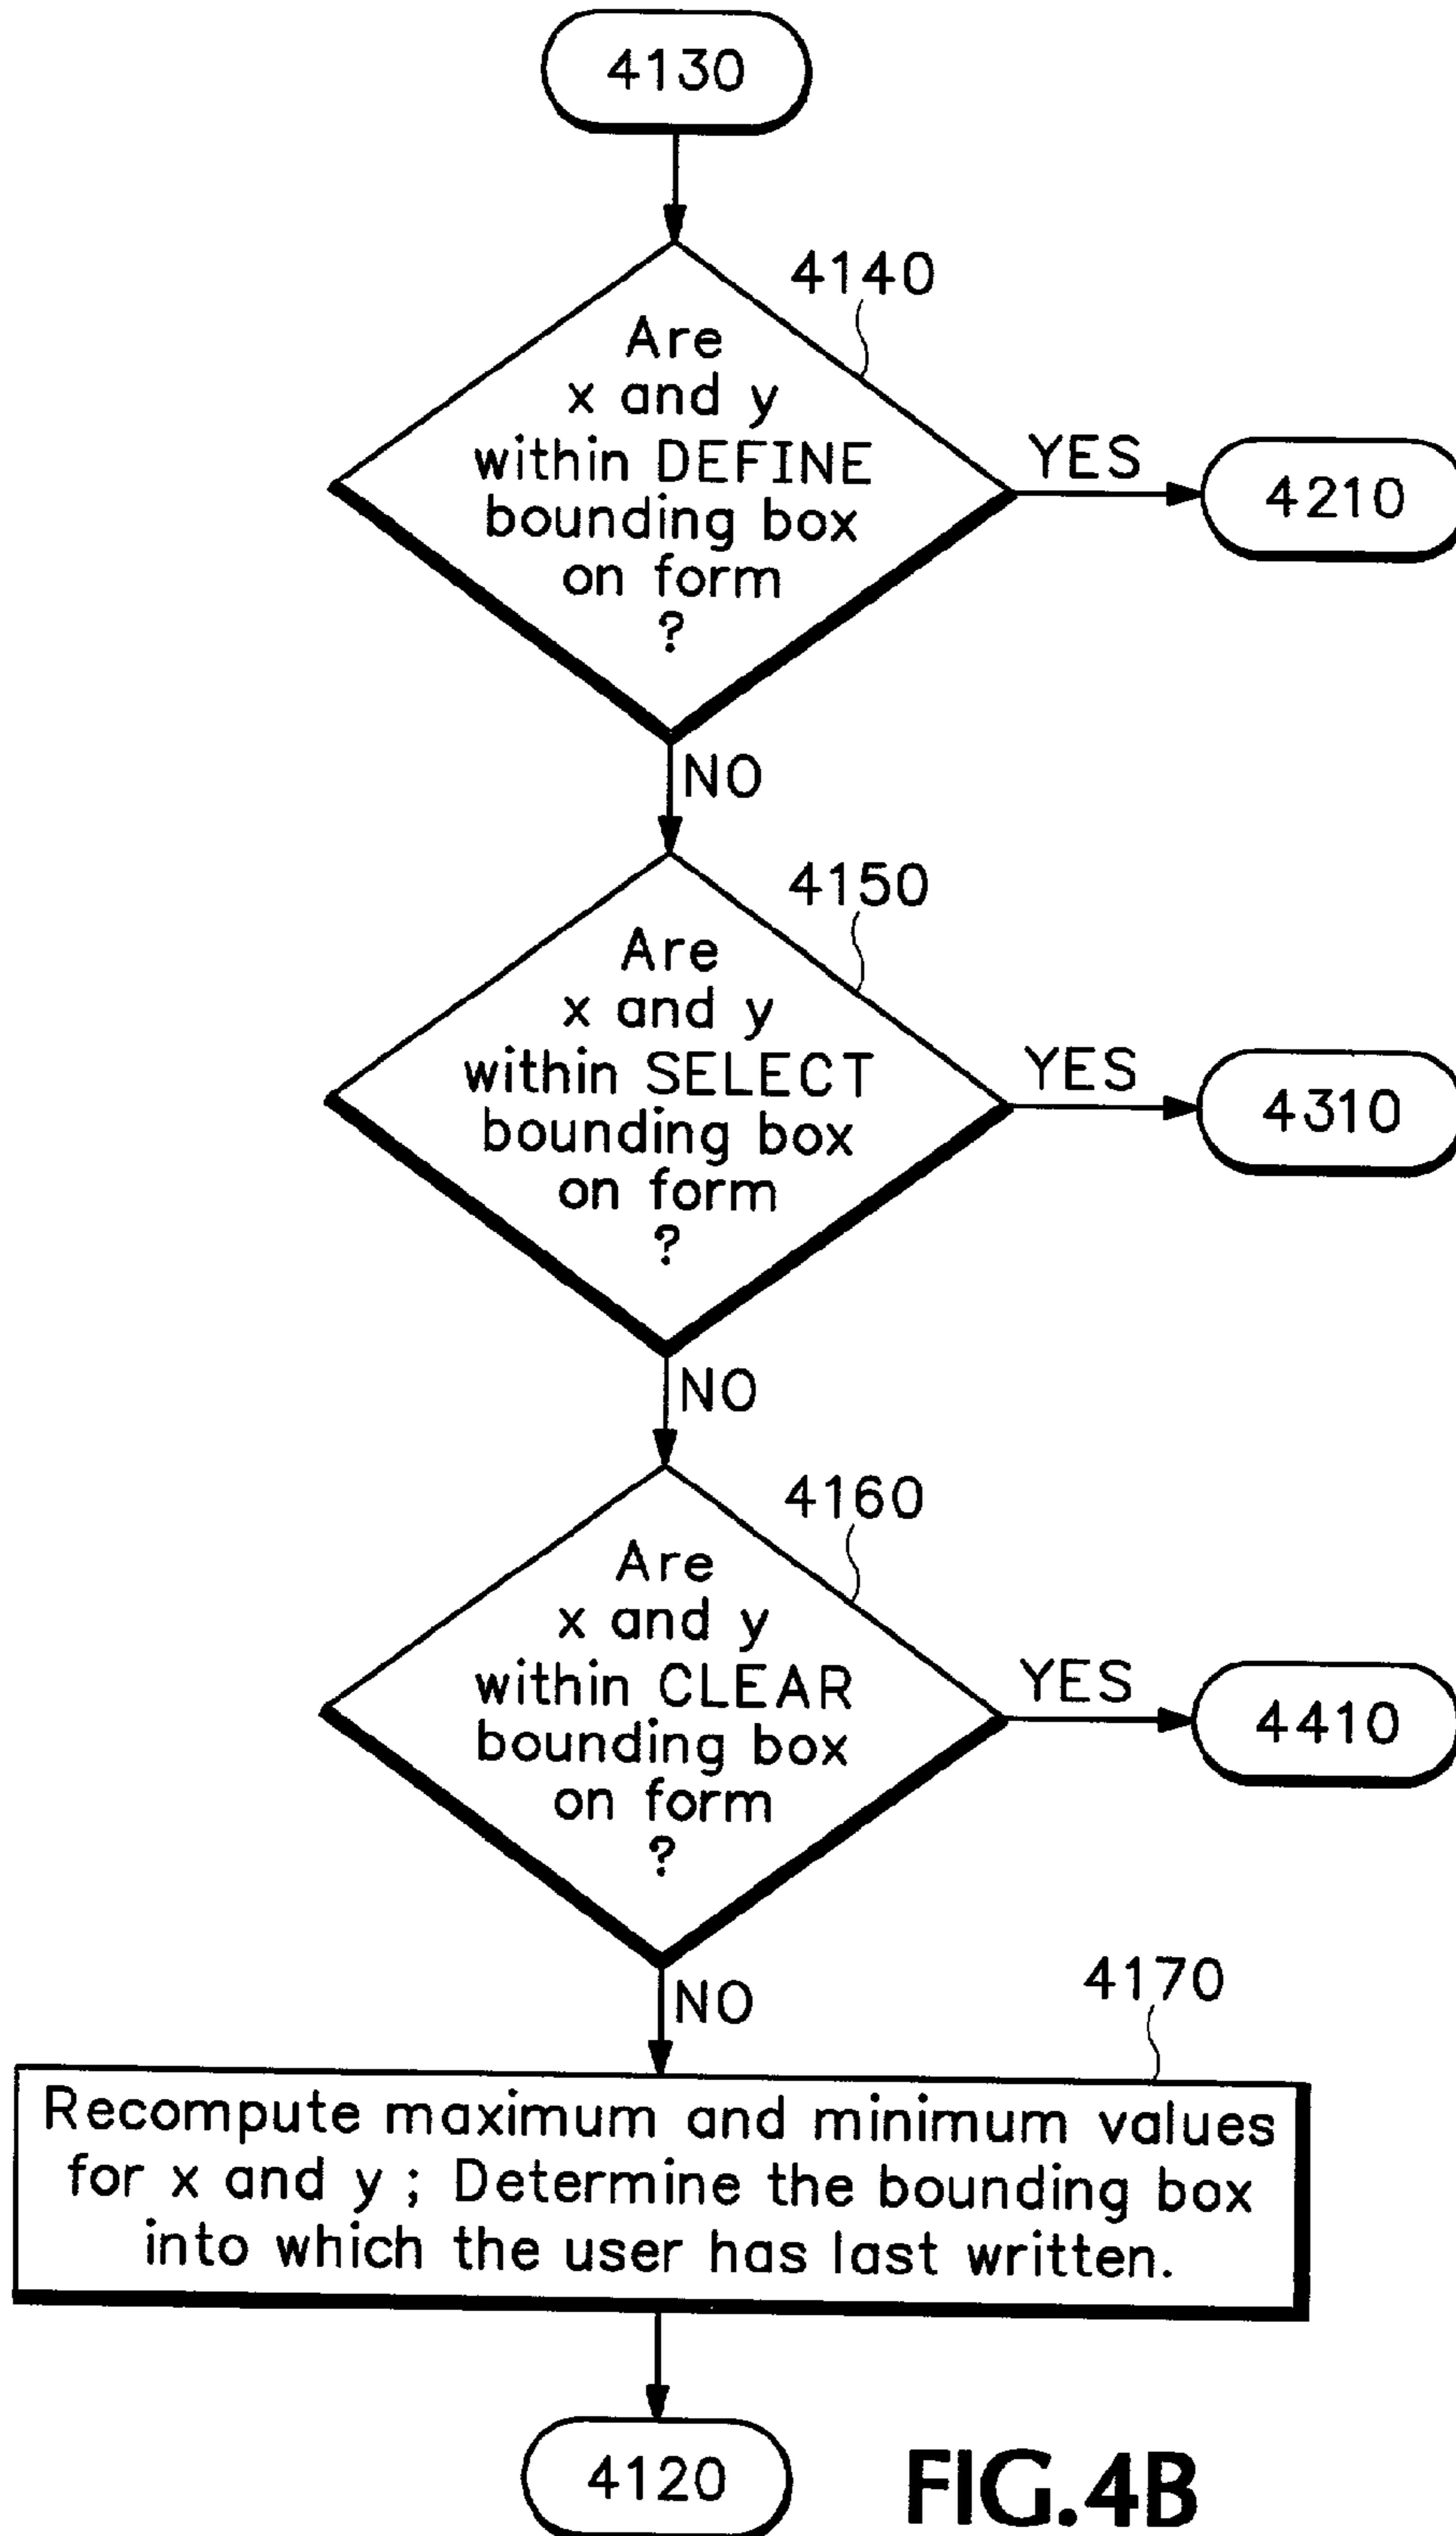 4130
4140
Are
x and y
within DEFINE
bounding box
on form
?
YES
4210
NO
4150
Are
x and y
within SELECT
bounding box
on form
?
YES
4310
NO
4160
Are
x and y
within CLEAR
bounding box
on form
?
YES
4410
NO
4170
Recompute maximum and minimum values
for x and y ; Determine the bounding box
into which the user has last written.
4120
FIG.4B